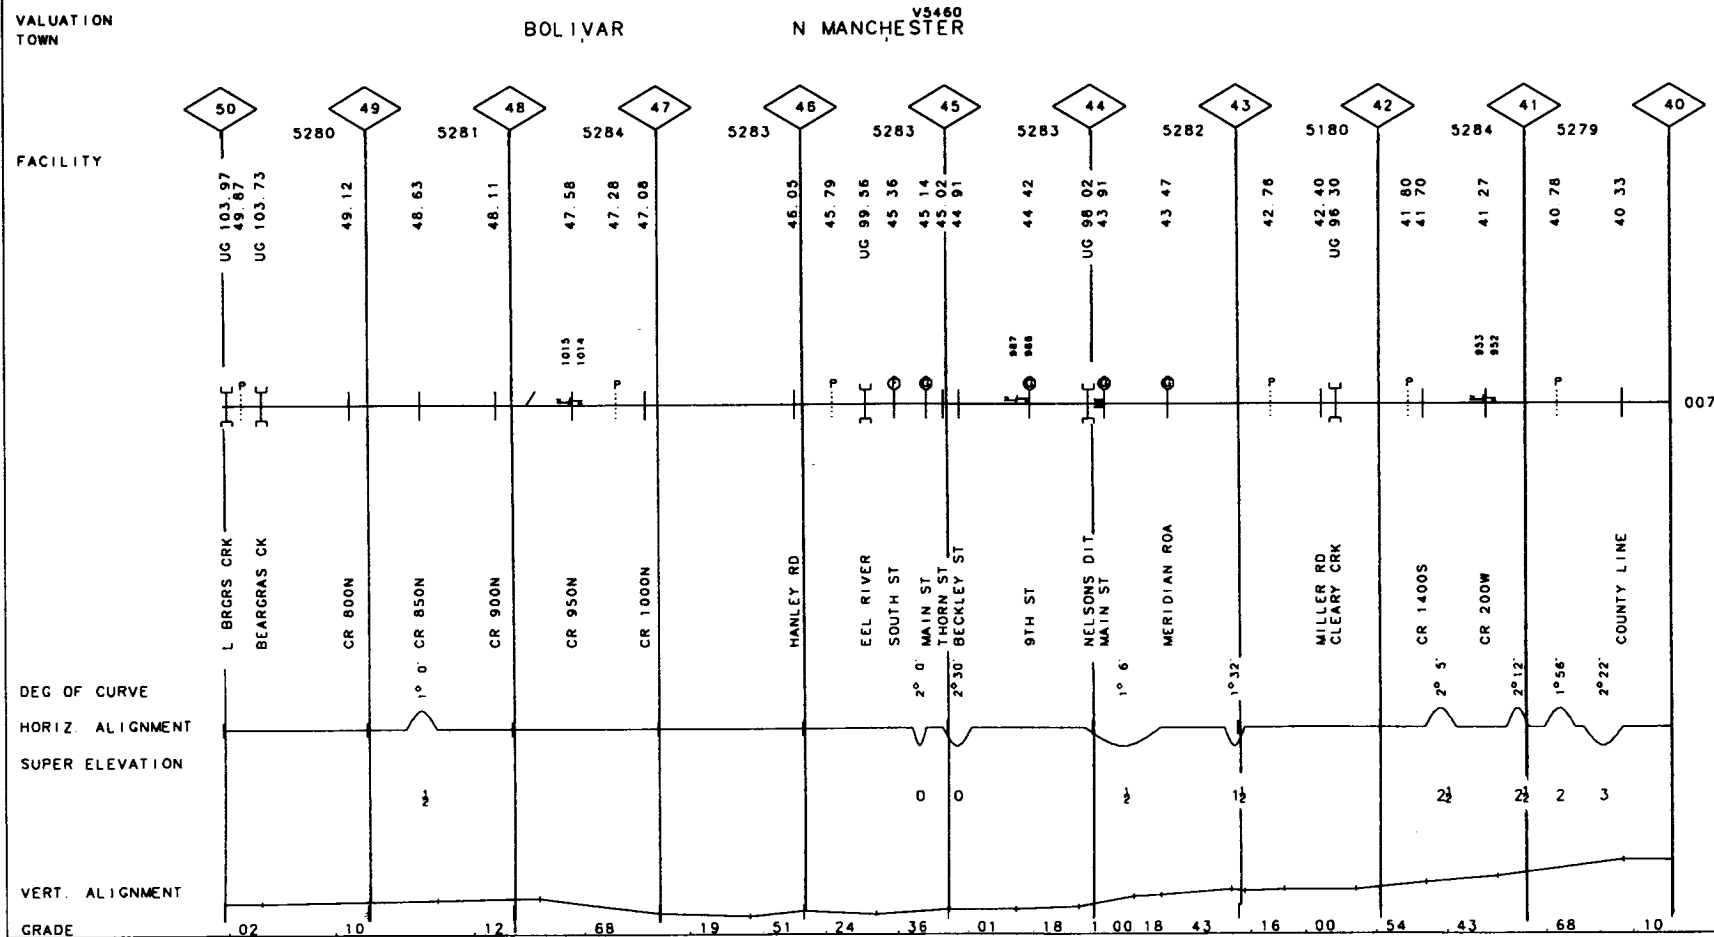 V5460
VALUATION
TOWN BOLIVAR N MANCHESTER
50 49 48 47 46 45 44 43 42 41 40
5280 5281 5284 5283 5283 5283 5282 5180 5284 5279
FACILITY
UG 103.97
49.87
UG 103.73
49.12
48.63
48.11
47.58
47.28
47.08
46.05
45.79
UG 99.56
45 36
45 14
45.02
44 91
44 42
UG 98 02
43 91
43 47
42.76
42.40
UG 96 30
41 80
41 70
41 27
40.78
40 33
1015
1014
987
986
953
952
P P P P P P P
007
L BRGRS CRK
BEARGRAS CK
CR 800N
CR 850N
CR 900N
CR 950N
CR 1000N
HANLEY RD
EEL RIVER
SOUTH ST
MAIN ST
THORN ST
BECKLEY ST
9TH ST
NELSONS DIT
MAIN ST
MERIDIAN ROA
MILLER RD
CLEARY CRK
CR 1400S
CR 200W
COUNTY LINE
DEG OF CURVE 1° 0' 2° 0' 2°30' 1° 6' 1°32' 2° 5' 2°12' 1°56' 2°22'
HORIZ. ALIGNMENT
SUPER ELEVATION
½ 0 0 ½ 1½ 2½ 2½ 2 3
VERT. ALIGNMENT
GRADE .02 .10 .12 .68 .19 .51 .24 .36 .01 .18 1.00 .18 .43 .16 .00 .54 .43 .68 .10